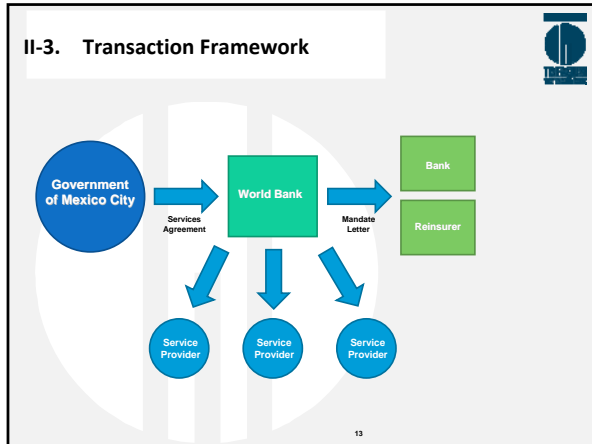 II-3. Transaction Framework
Government
of Mexico City
Services
Agreement
World Bank
Mandate
Letter
Bank
Reinsurer
Service
Provider
Service
Provider
Service
Provider
13